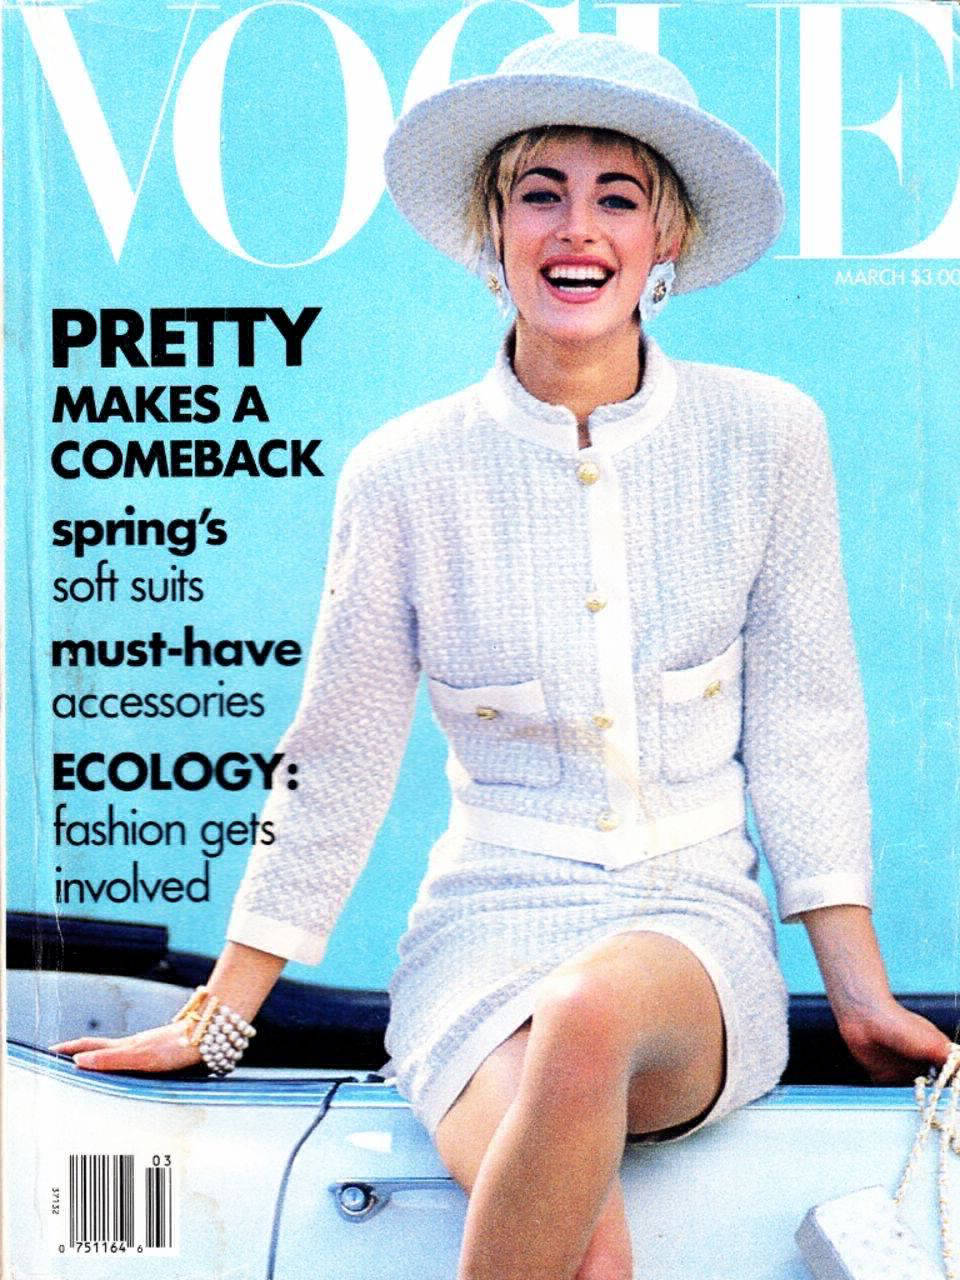 VOGUE
MARCH $3.00
PRETTY
MAKES A
COMEBACK
spring's
soft suits
must-have
accessories
ECOLOGY:
fashion gets
involved
03
37132
0 751164 6